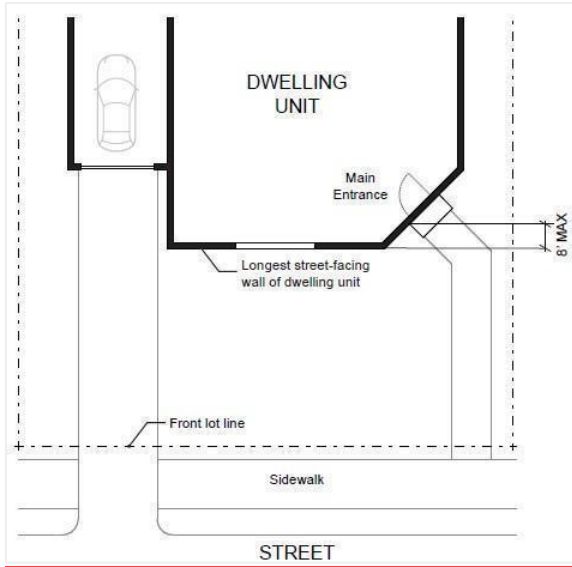 DWELLING
UNIT
Main
Entrance
8' MAX
Longest street-facing
wall of dwelling unit
Front lot line
Sidewalk
STREET